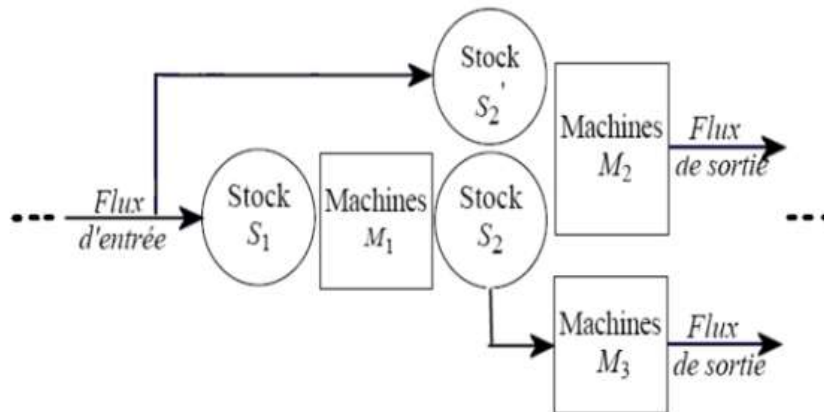 Stock
S₂'
Machines
M₂
Flux
de sortie
Flux
d'entrée
Stock
S₁
Machines
M₁
Stock
S₂
Machines
M₃
Flux
de sortie